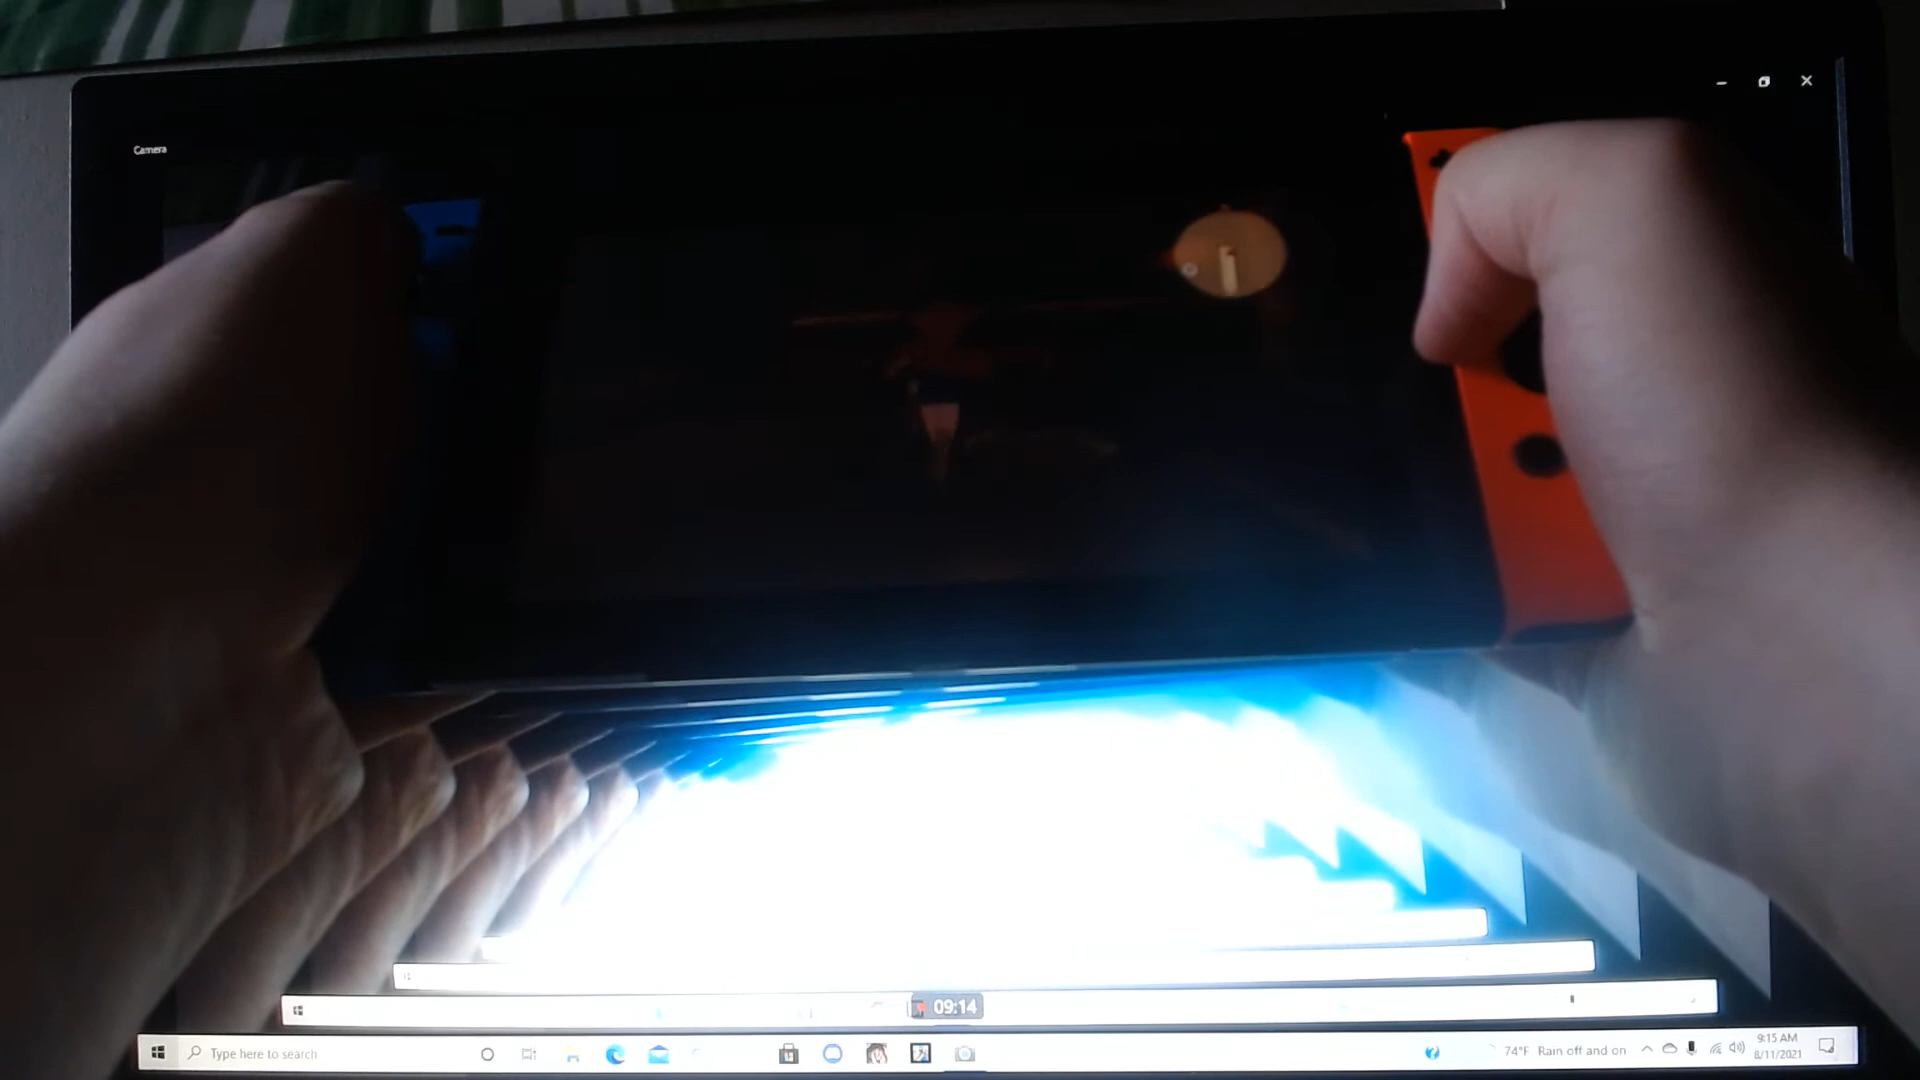 Camera
09:14
Type here to search
74°F Rain off and on
9:15 AM
8/11/2021